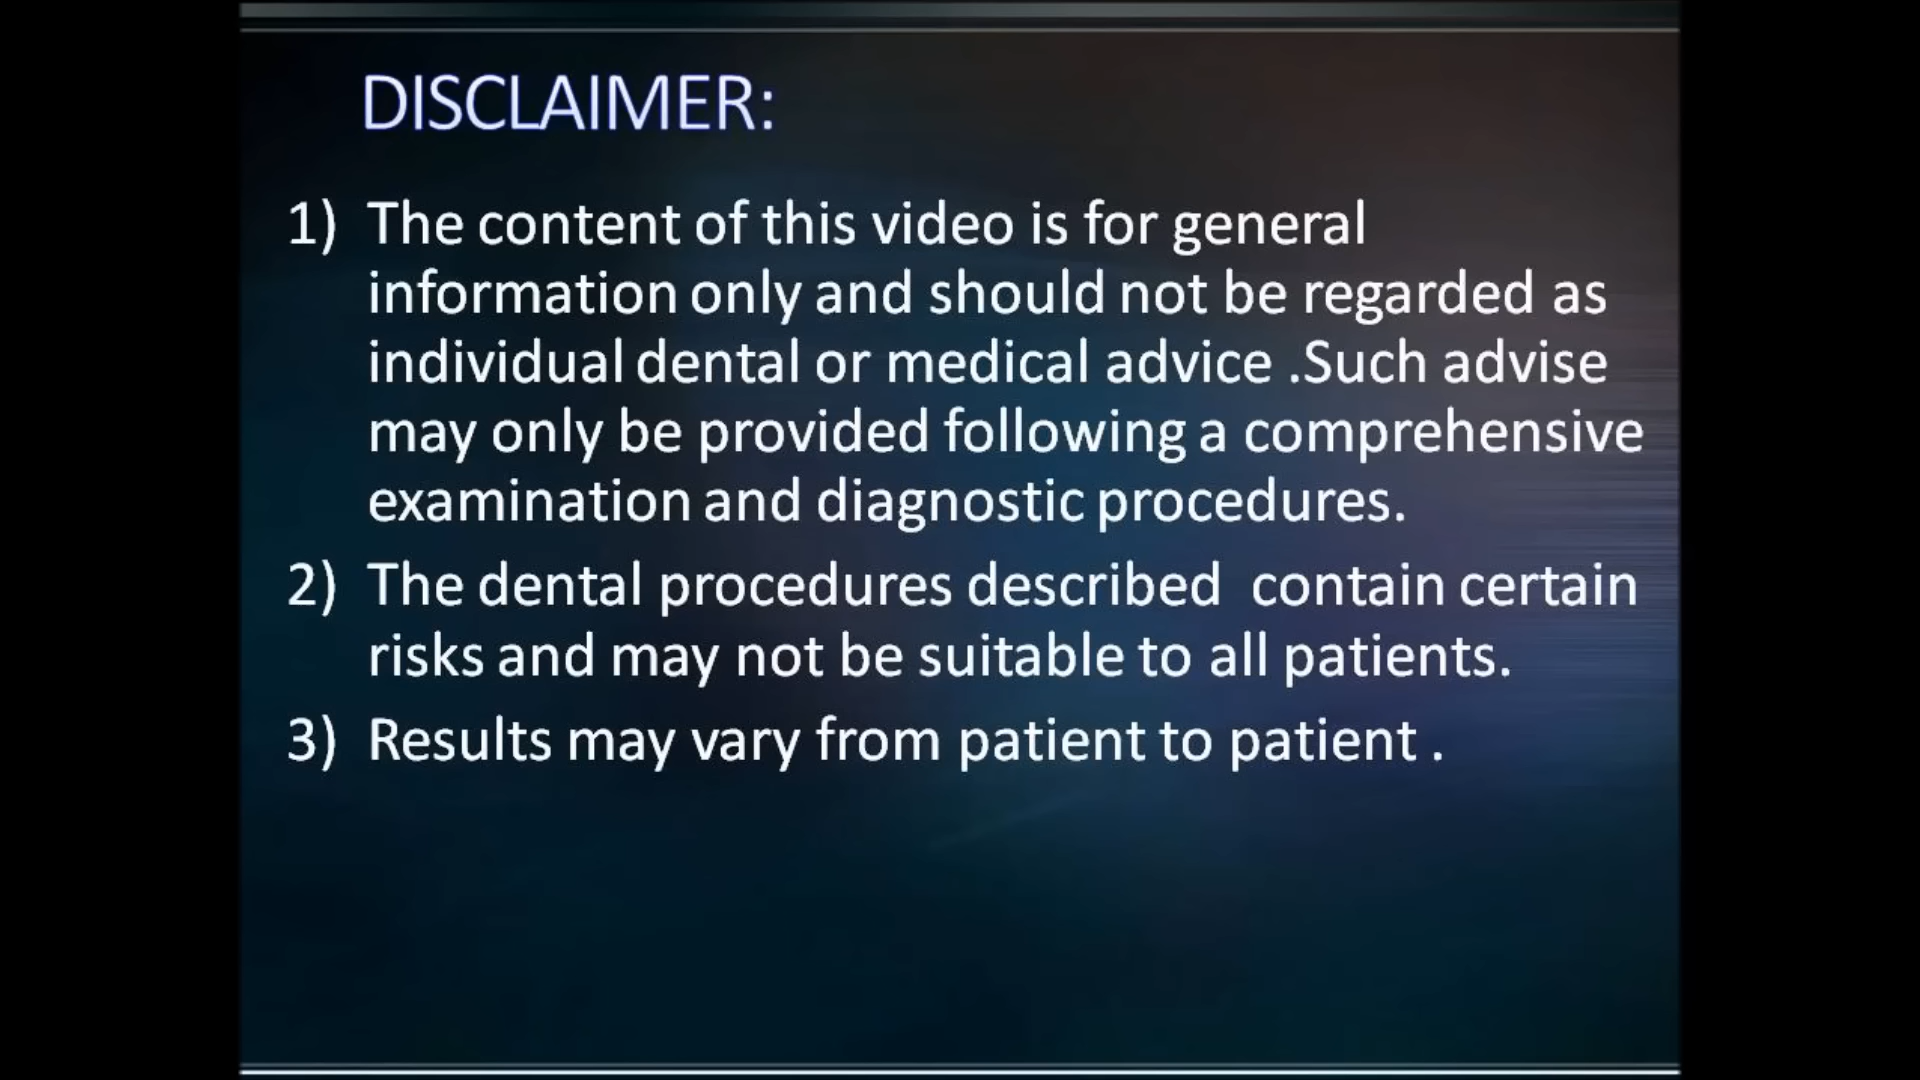 DISCLAIMER:
1) The content of this video is for general
information only and should not be regarded as
individual dental or medical advice .Such advise
may only be provided following a comprehensive
examination and diagnostic procedures.
2) The dental procedures described  contain certain
risks and may not be suitable to all patients.
3) Results may vary from patient to patient .